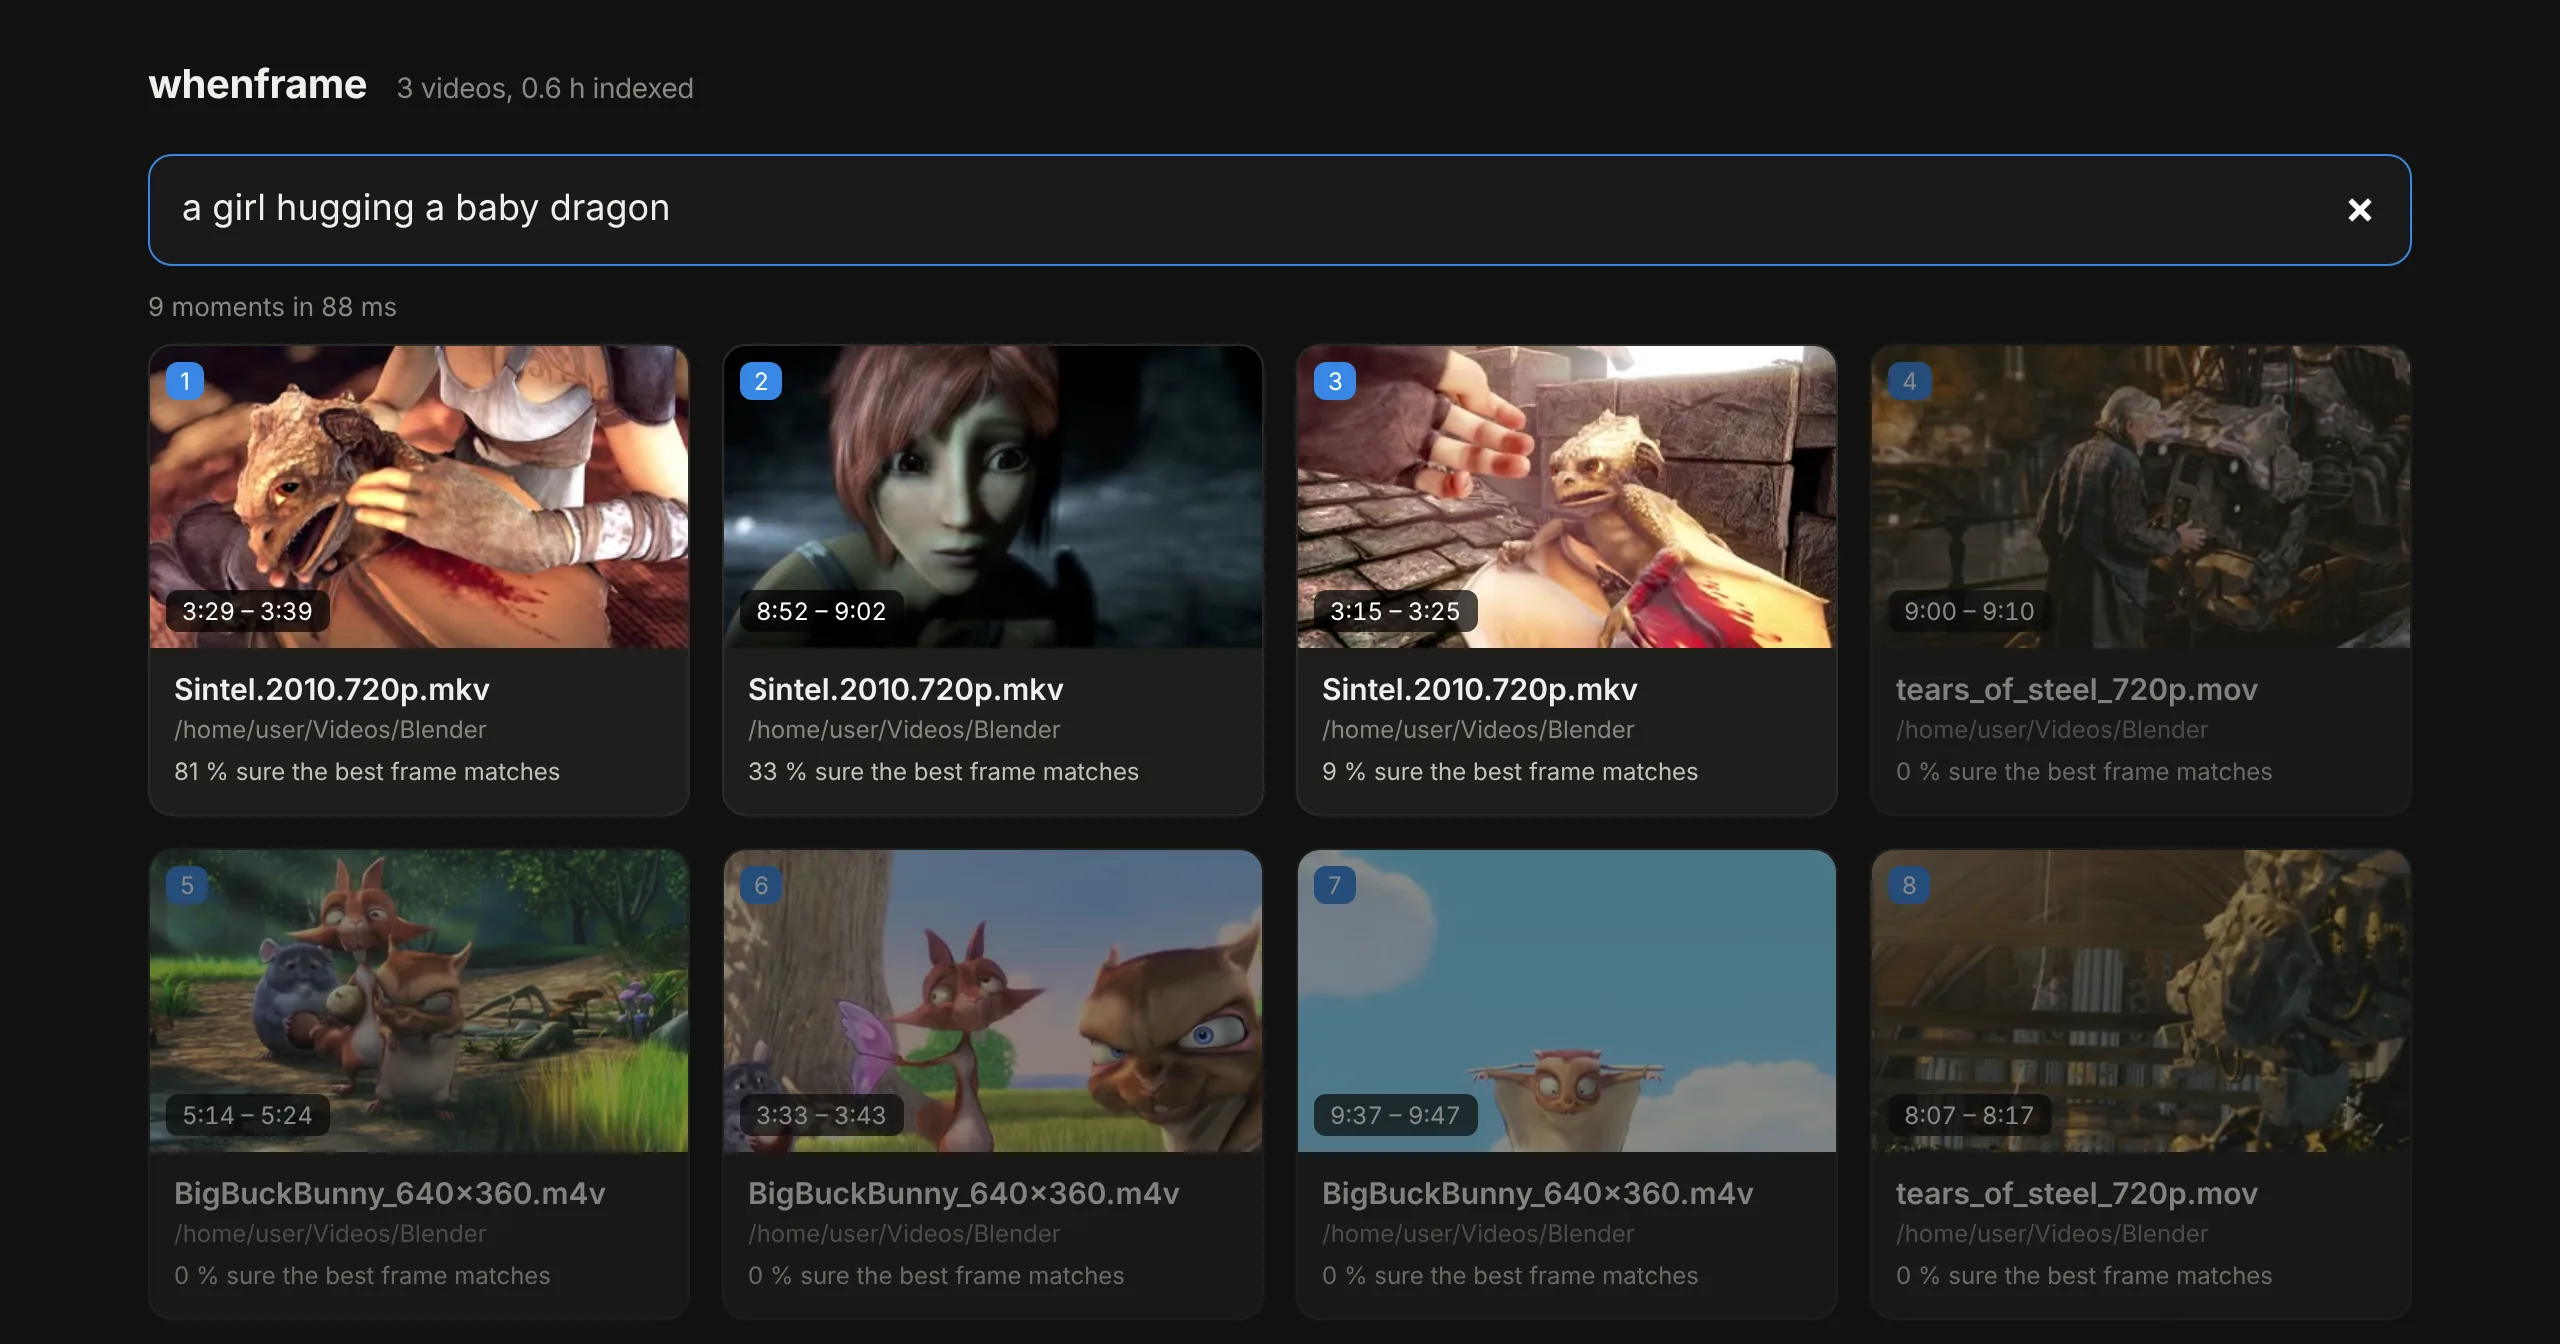 whenframe 3 videos, 0.6 h indexed
a girl hugging a baby dragon
9 moments in 88 ms
1
3:29 – 3:39
Sintel.2010.720p.mkv
/home/user/Videos/Blender
81 % sure the best frame matches
2
8:52 – 9:02
Sintel.2010.720p.mkv
/home/user/Videos/Blender
33 % sure the best frame matches
3
3:15 – 3:25
Sintel.2010.720p.mkv
/home/user/Videos/Blender
9 % sure the best frame matches
4
9:00 – 9:10
tears_of_steel_720p.mov
/home/user/Videos/Blender
0 % sure the best frame matches
5
5:14 – 5:24
BigBuckBunny_640×360.m4v
/home/user/Videos/Blender
0 % sure the best frame matches
6
3:33 – 3:43
BigBuckBunny_640×360.m4v
/home/user/Videos/Blender
0 % sure the best frame matches
7
9:37 – 9:47
BigBuckBunny_640×360.m4v
/home/user/Videos/Blender
0 % sure the best frame matches
8
8:07 – 8:17
tears_of_steel_720p.mov
/home/user/Videos/Blender
0 % sure the best frame matches